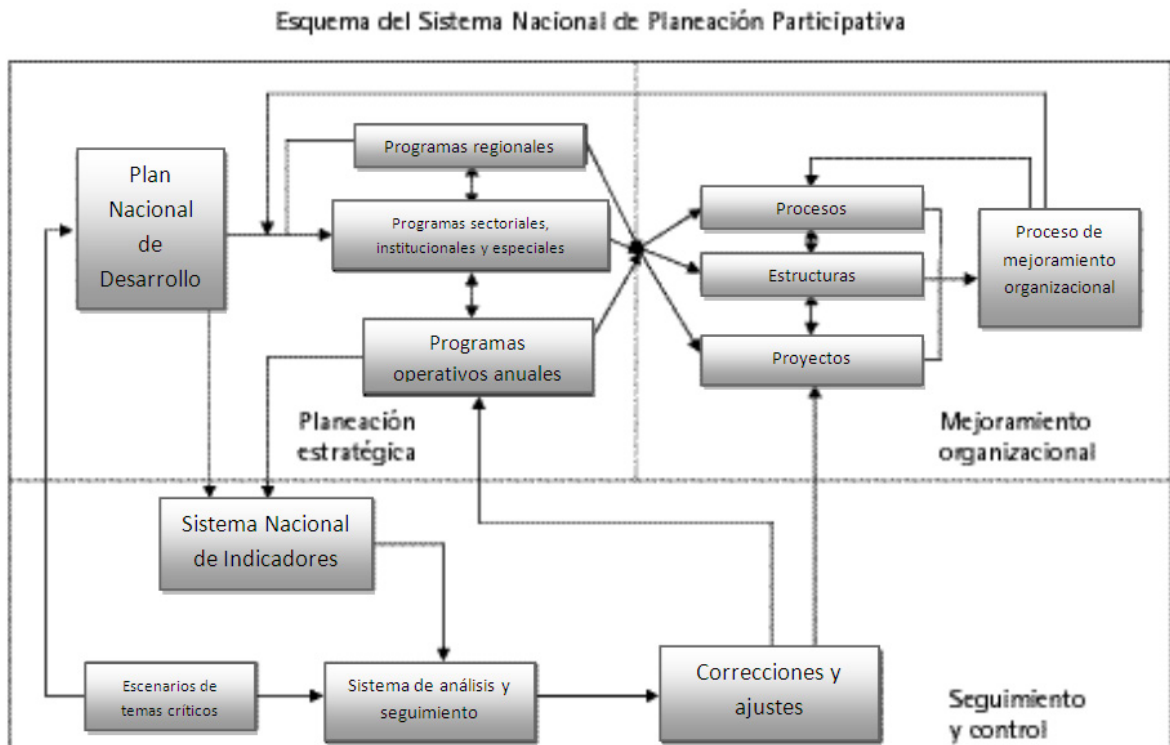 Esquema del Sistema Nacional de Planeación Participativa
Plan
Nacional
de
Desarrollo
Programas regionales
Programas sectoriales,
institucionales y especiales
Programas
operativos anuales
Planeación
estratégica
Procesos
Estructuras
Proyectos
Proceso de
mejoramiento
organizacional
Mejoramiento
organizacional
Sistema Nacional
de Indicadores
Escenarios de
temas críticos
Sistema de análisis y
seguimiento
Correcciones y
ajustes
Seguimiento
y control